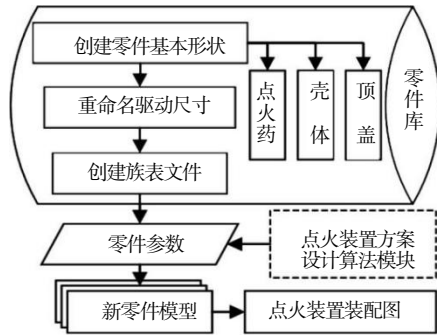 创建零件基本形状
重命名驱动尺寸
创建族表文件
点火药
壳体
顶盖
零件库
零件参数
点火装置方案
设计算法模块
新零件模型
点火装置装配图